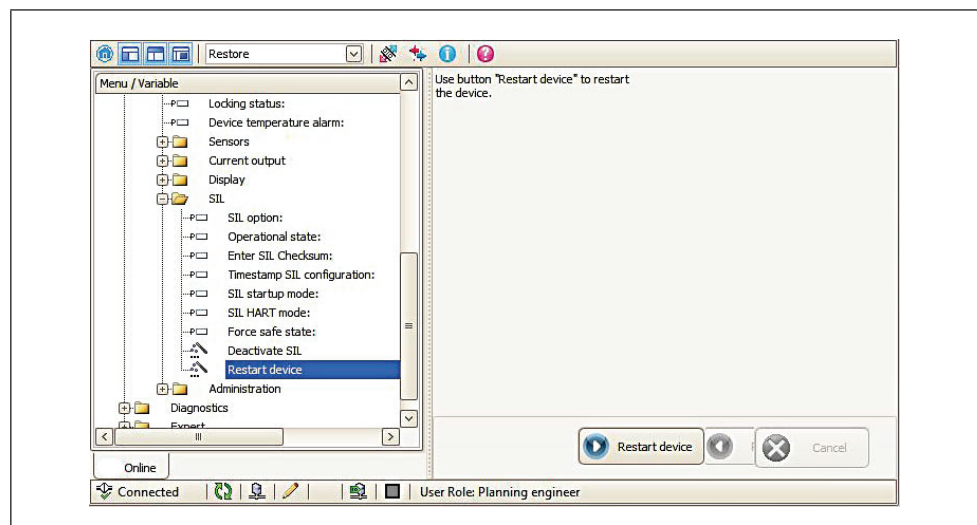 Restore
Menu / Variable
Locking status:
Device temperature alarm:
Sensors
Current output
Display
SIL
SIL option:
Operational state:
Enter SIL Checksum:
Timestamp SIL configuration:
SIL startup mode:
SIL HART mode:
Force safe state:
Deactivate SIL
Restart device
Administration
Diagnostics
Expert
Online
Use button "Restart device" to restart
the device.
Restart device
Cancel
Connected
User Role: Planning engineer